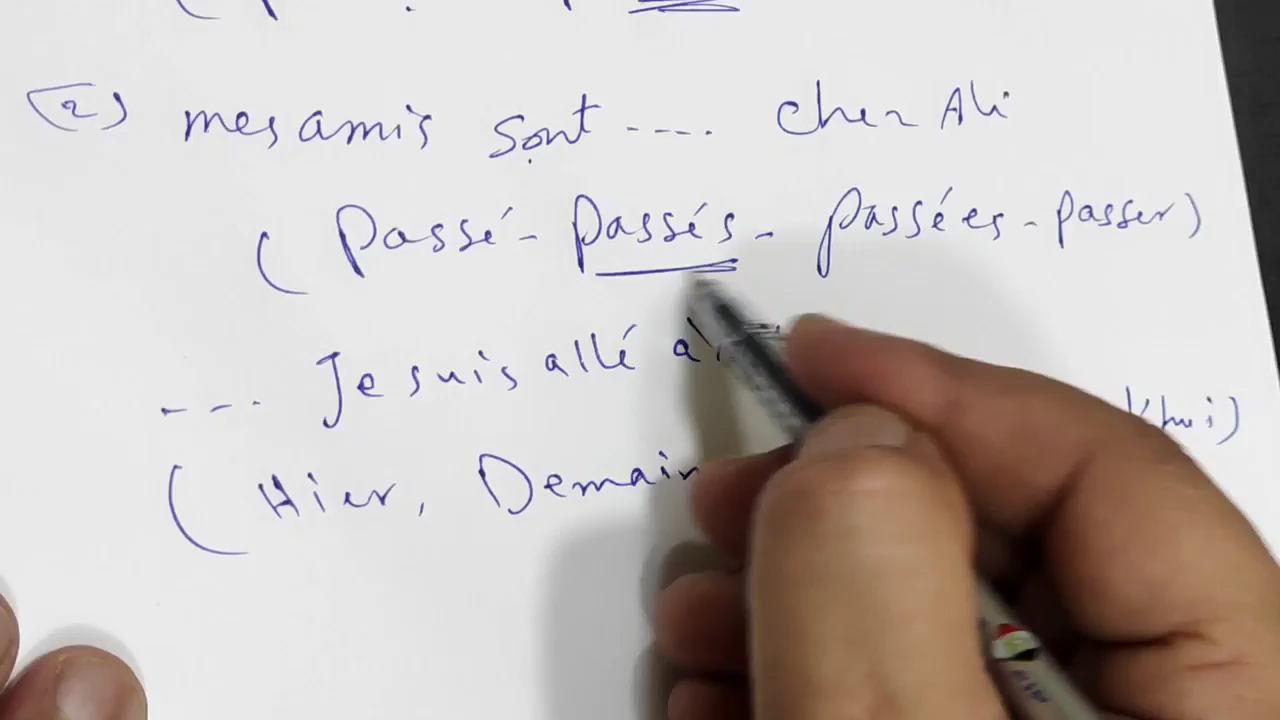 (2) mes amis sont .... chez Ali
(Passé - passés - passées - passer)
.... Je suis allé
(Hier, Demain